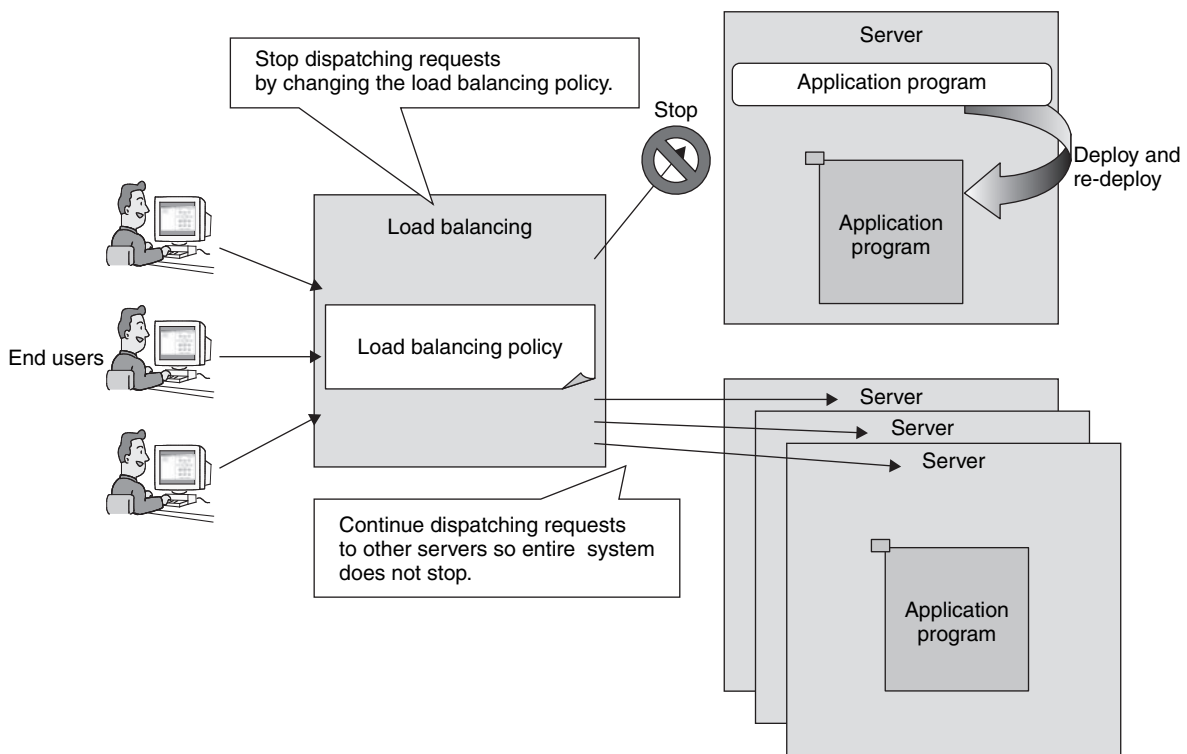 Stop dispatching requests
by changing the load balancing policy.
Stop
Server
Application program
Deploy and
re-deploy
Application
program
Load balancing
Load balancing policy
End users
Server
Server
Server
Continue dispatching requests
to other servers so entire system
does not stop.
Application
program